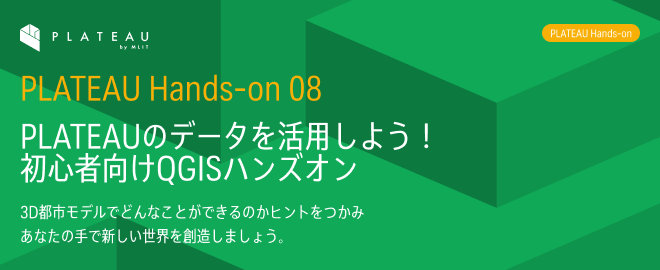 PLATEAU
by MLIT
PLATEAU Hands-on
PLATEAU Hands-on 08
PLATEAUのデータを活用しよう！
初心者向けQGISハンズオン
3D都市モデルでどんなことができるのかヒントをつかみ
あなたの手で新しい世界を創造しましょう。